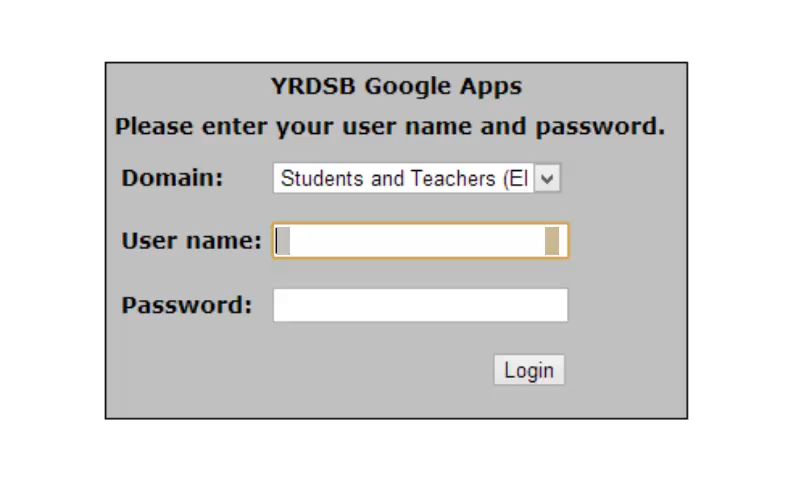 YRDSB Google Apps
Please enter your user name and password.
Domain: Students and Teachers (El
User name:
Password:
Login